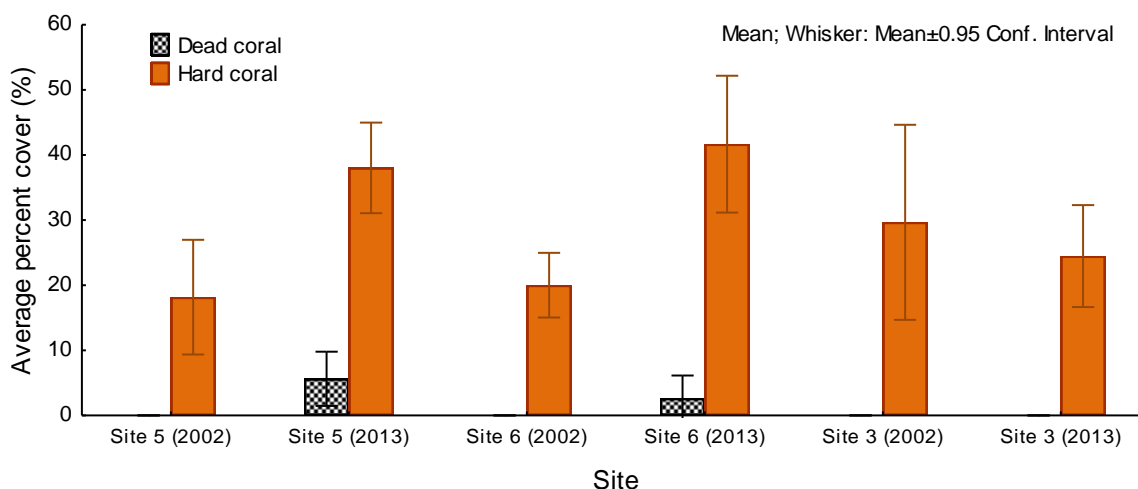 Mean; Whisker: Mean±0.95 Conf. Interval
Dead coral
Hard coral
Average percent cover (%)
60
50
40
30
20
10
0
Site 5 (2002) Site 5 (2013) Site 6 (2002) Site 6 (2013) Site 3 (2002) Site 3 (2013)
Site